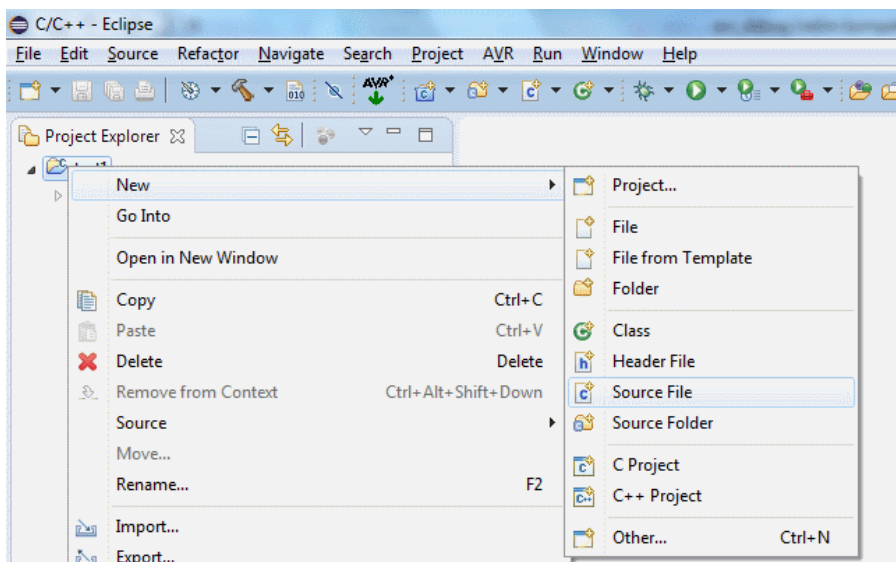 C/C++ - Eclipse
File Edit Source Refactor Navigate Search Project AVR Run Window Help
AVR
Project Explorer
New
Go Into
Open in New Window
Copy Ctrl+C
Paste Ctrl+V
Delete Delete
Remove from Context Ctrl+Alt+Shift+Down
Source
Move...
Rename... F2
Import...
Export...
Project...
File
File from Template
Folder
Class
Header File
Source File
Source Folder
C Project
C++ Project
Other... Ctrl+N